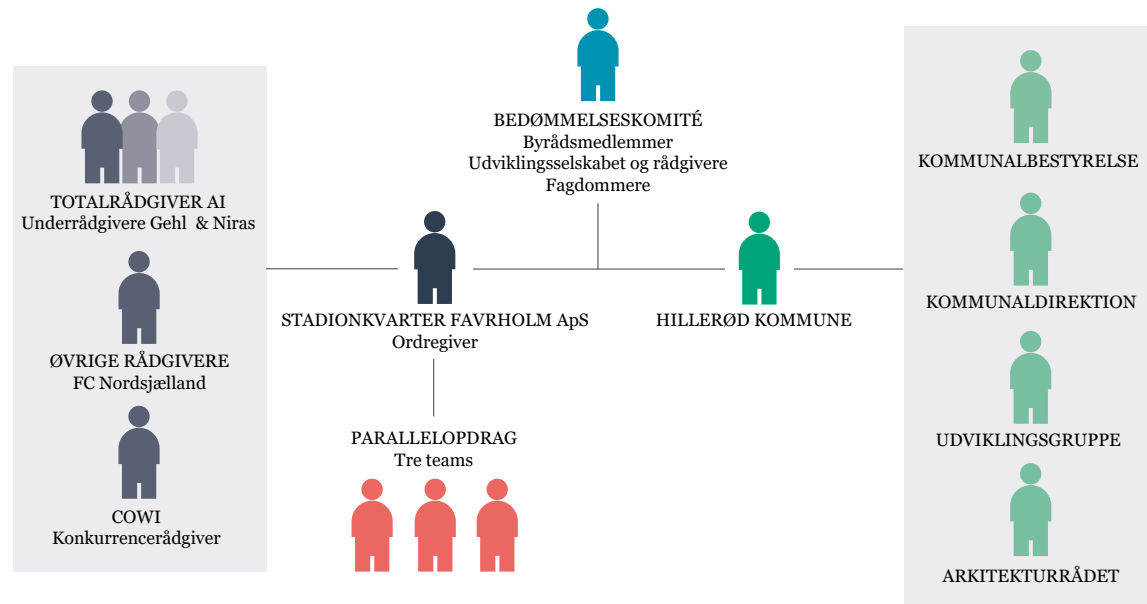 BEDØMMELSESKOMITÉ
Byrådsmedlemmer
Udviklingsselskabet og rådgivere
Fagdommere
TOTALRÅDGIVER AI
Underrådgivere Gehl & Niras
ØVRIGE RÅDGIVERE
FC Nordsjælland
COWI
Konkurrencerådgiver
STADIONKVARTER FAVRHOLM ApS
Ordregiver
HILLERØD KOMMUNE
PARALLELOPDRAG
Tre teams
KOMMUNALBESTYRELSE
KOMMUNALDIREKTION
UDVIKLINGSGRUPPE
ARKITEKTURRÅDET